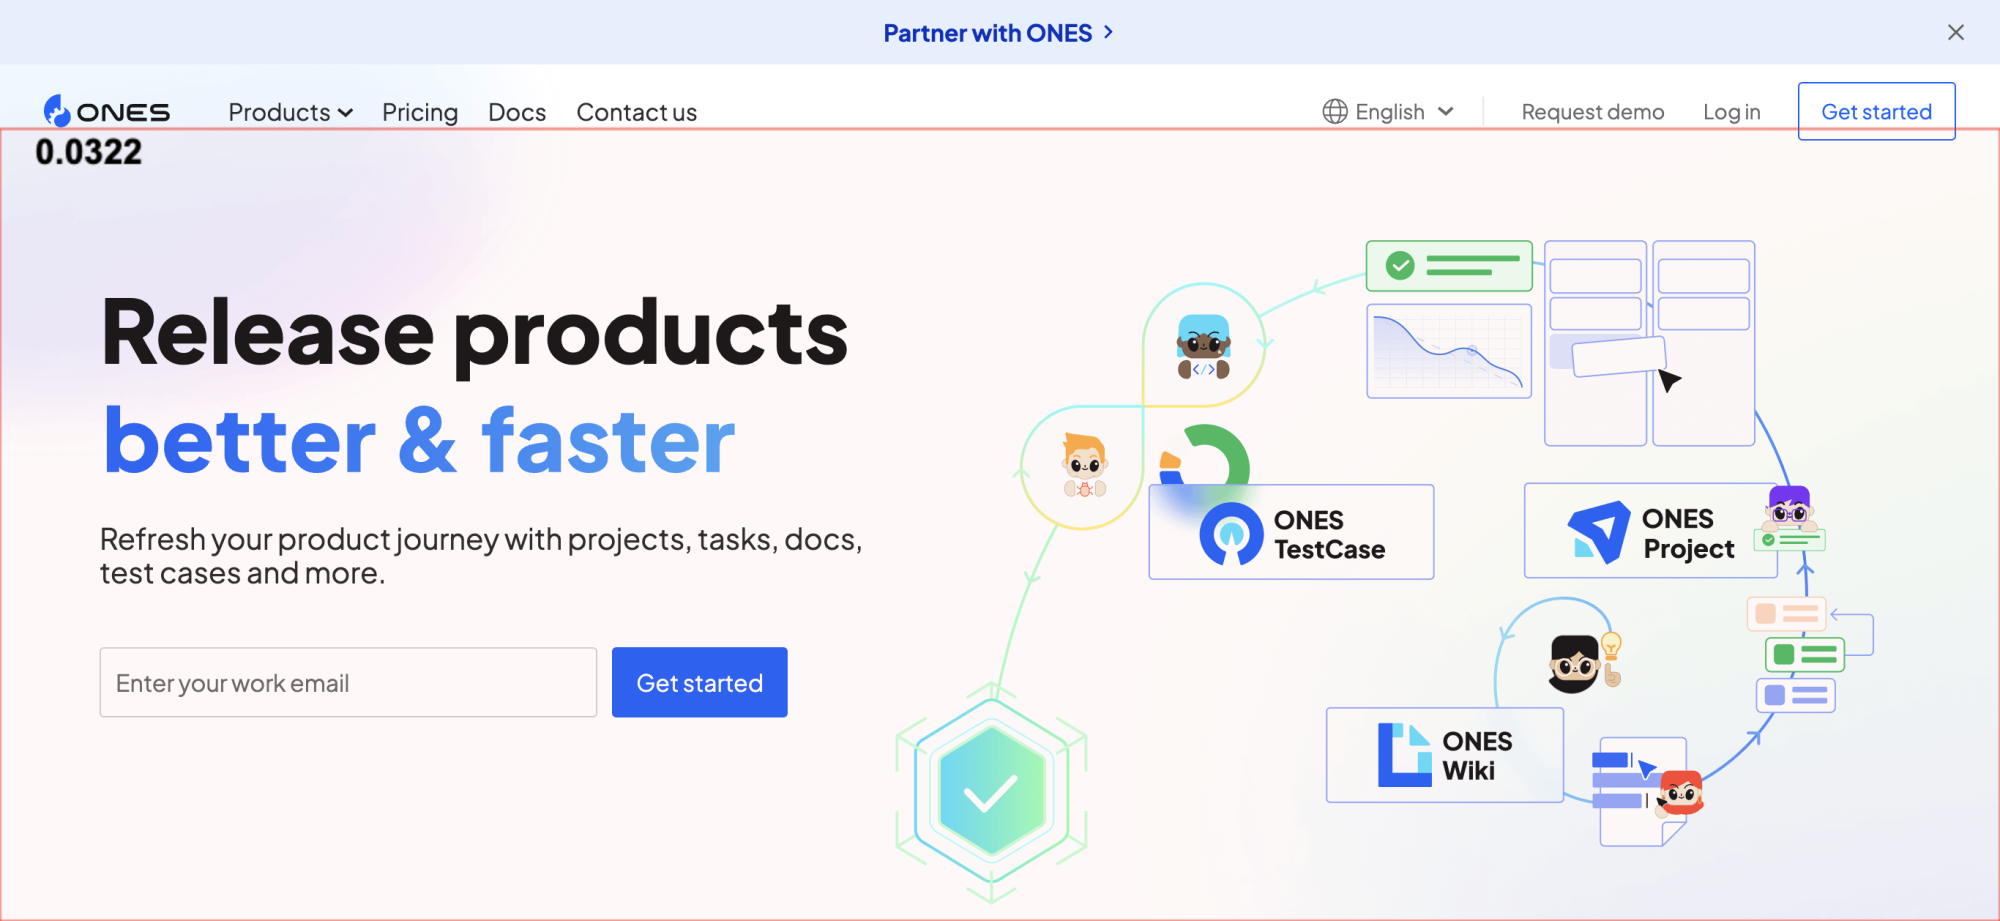 Partner with ONES
ONES
Products
Pricing
Docs
Contact us
English
Request demo
Log in
Get started
0.0322
Release products
better & faster
Refresh your product journey with projects, tasks, docs,
test cases and more.
Enter your work email
Get started
</>
ONES
TestCase
ONES
Project
ONES
Wiki